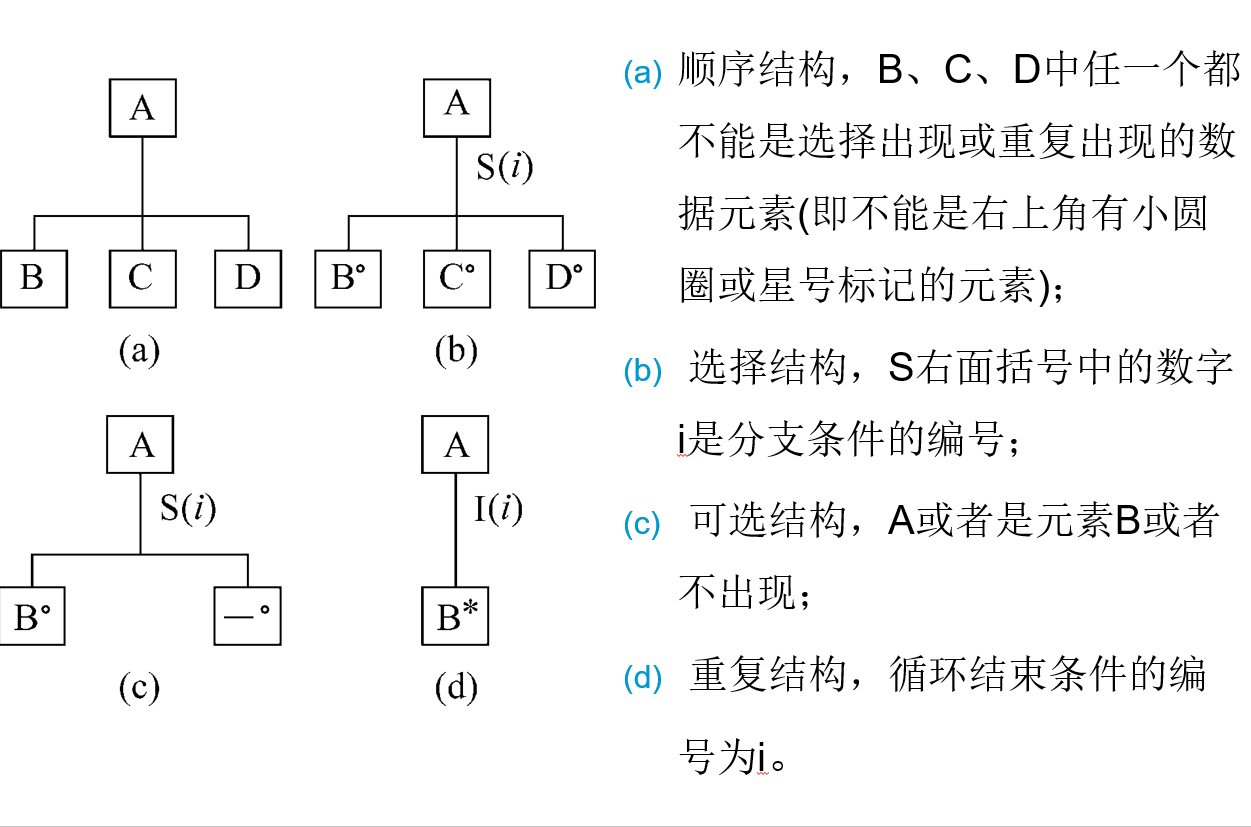 A
B
C
D
(a)
A
S(i)
B°
C°
D°
(b)
A
S(i)
B°
—°
(c)
A
I(i)
B*
(d)
(a) 顺序结构，B、C、D中任一个都
不能是选择出现或重复出现的数
据元素(即不能是右上角有小圆
圈或星号标记的元素)；
(b) 选择结构，S右面括号中的数字
i是分支条件的编号；
(c) 可选结构，A或者是元素B或者
不出现；
(d) 重复结构，循环结束条件的编
号为i。